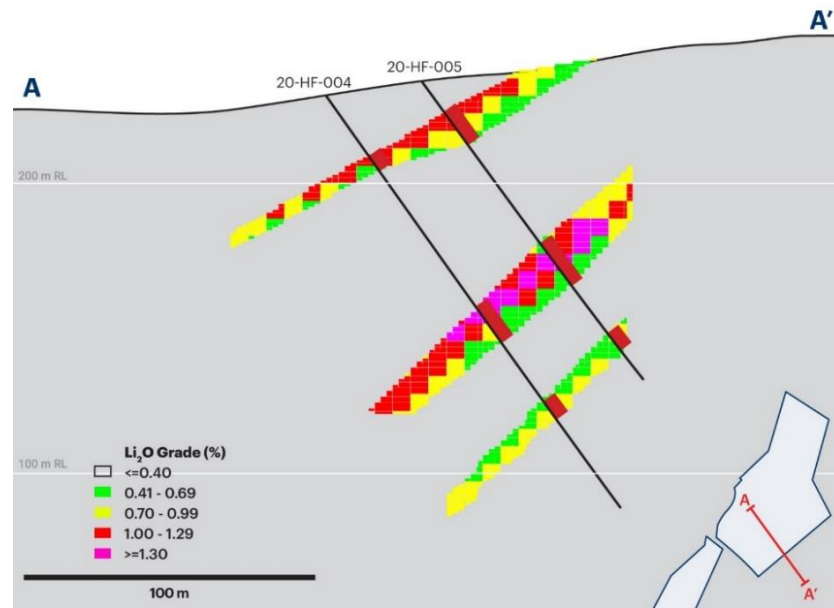 A'
A
20-HF-004
20-HF-005
200 m RL
100 m RL
Li₂O Grade (%)
<=0.40
0.41 - 0.69
0.70 - 0.99
1.00 - 1.29
>=1.30
100 m
A
A'